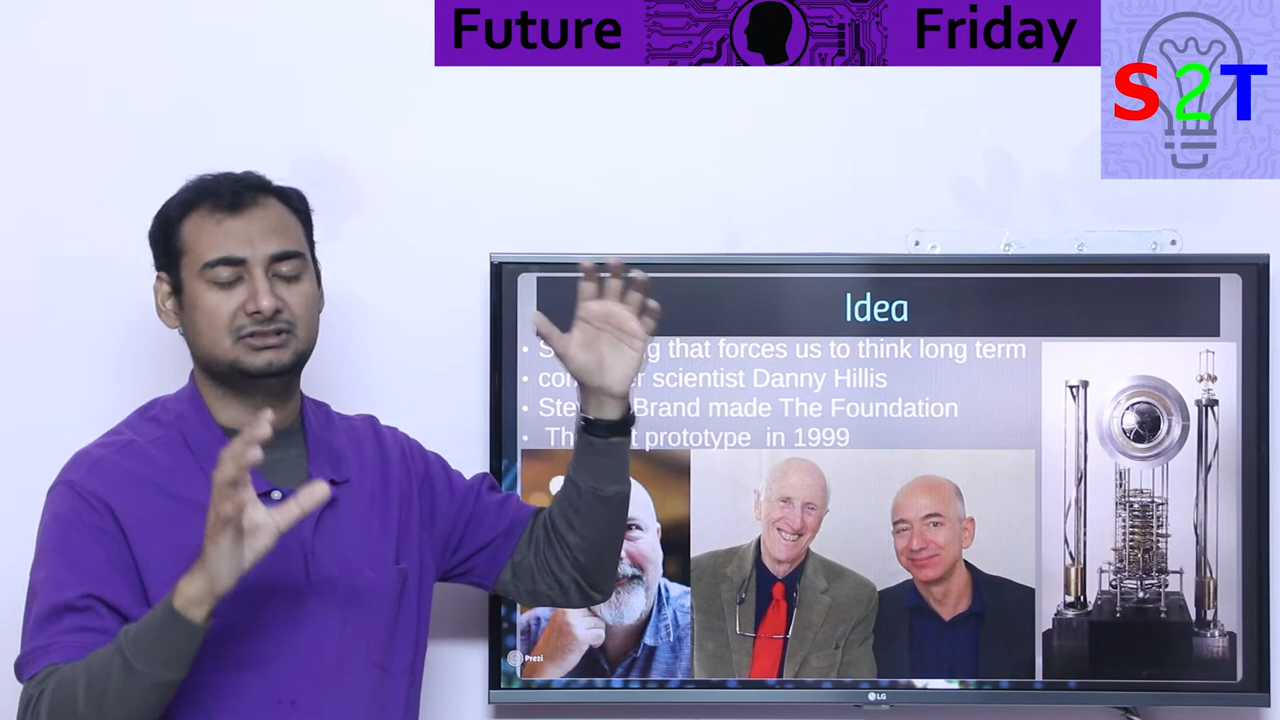 Future Friday
S2T
Idea
that forces us to think long term
scientist Danny Hillis
Brand made The Foundation
prototype in 1999
Prezi
LG